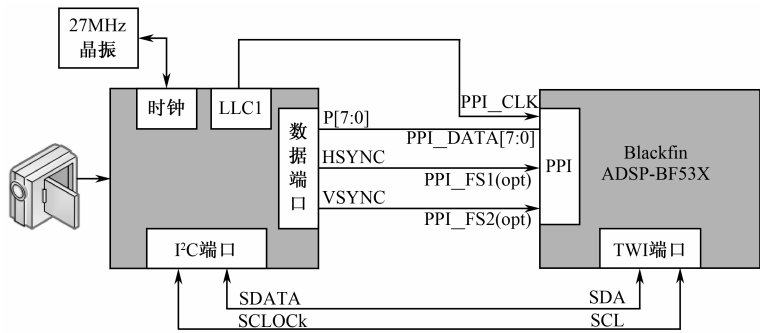 27MHz
晶振
时钟
LLC1
PPI_CLK
P[7:0]
PPI_DATA[7:0]
数据端口
HSYNC
PPI_FS1(opt)
PPI
Blackfin
ADSP-BF53X
VSYNC
PPI_FS2(opt)
I²C端口
TWI端口
SDATA
SDA
SCLOCk
SCL